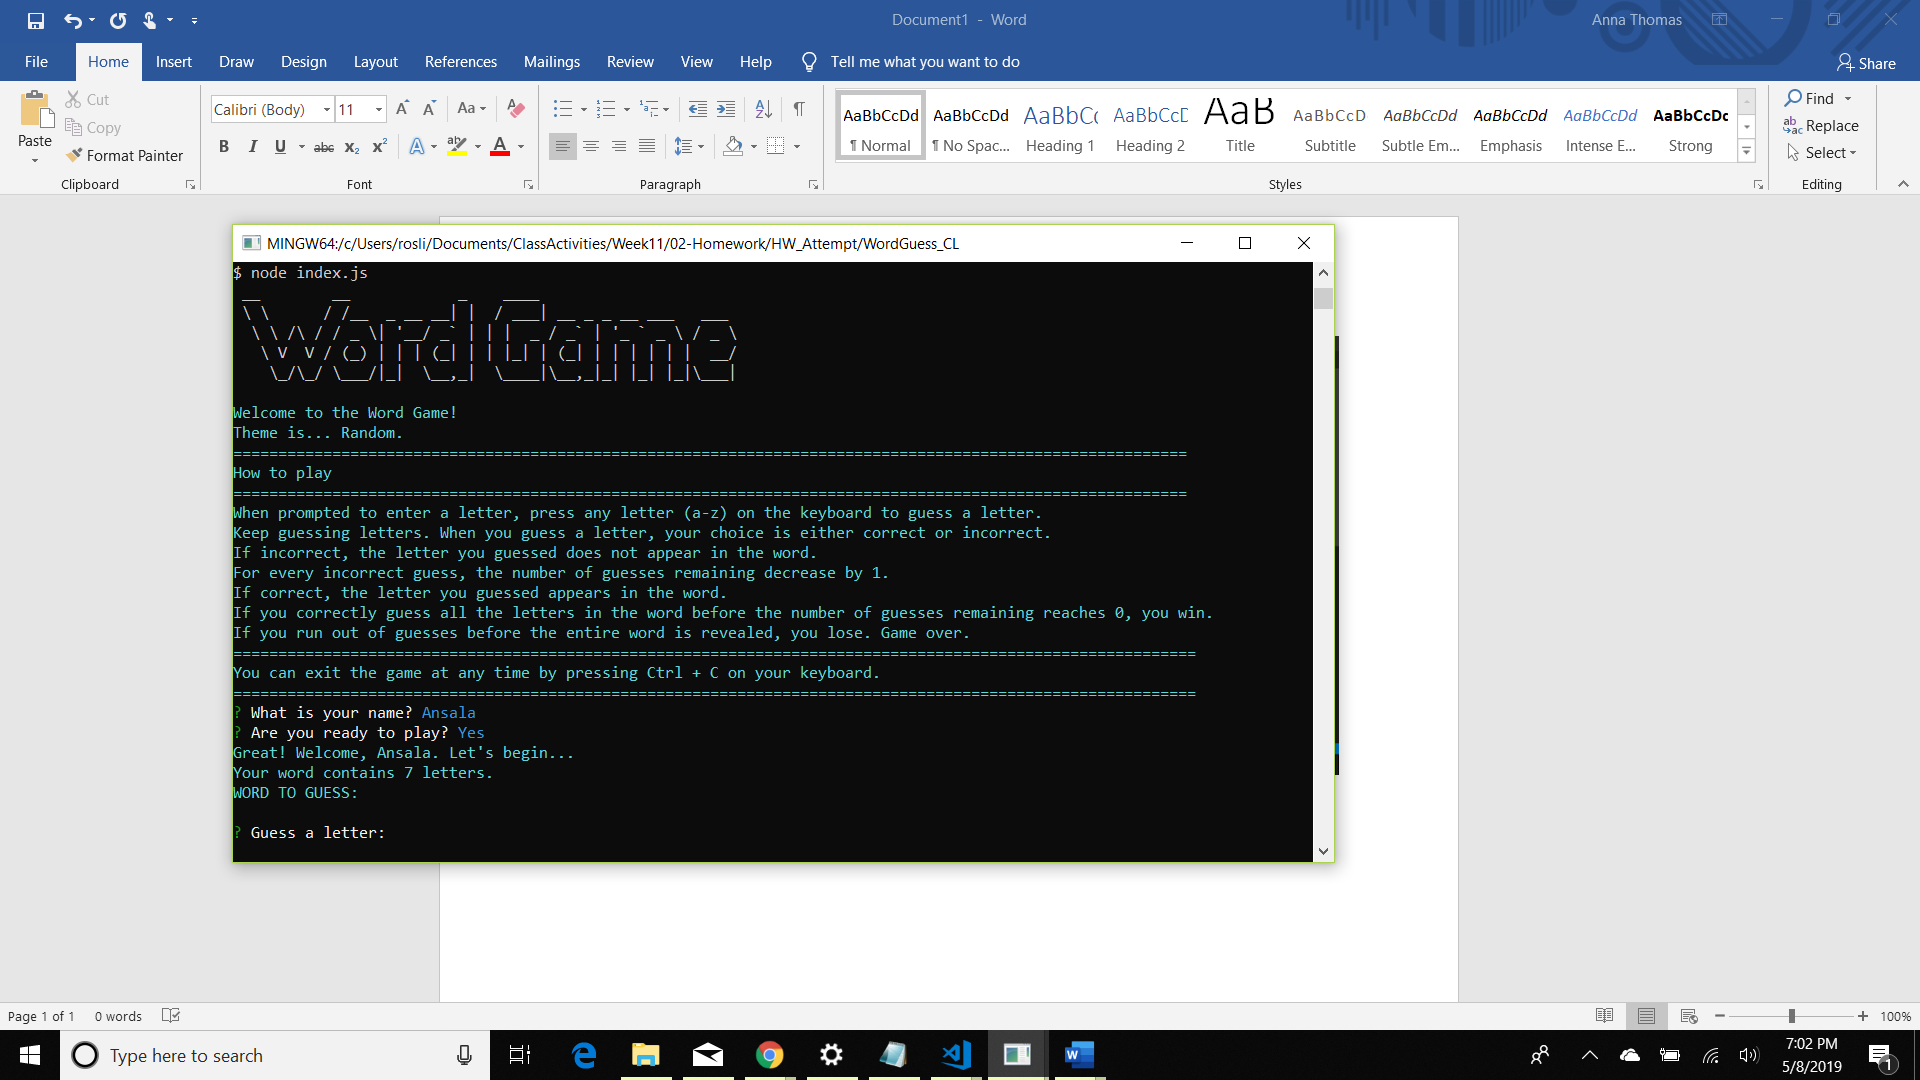 Document1 - Word
Anna Thomas
File Home Insert Draw Design Layout References Mailings Review View Help Tell me what you want to do Share
Paste
Cut
Copy
Format Painter
Clipboard
Calibri (Body) 11
Font
Paragraph
AaBbCcDd AaBbCcDd AaBbCc AaBbCcD AaB AaBbCcD AaBbCcDd AaBbCcDd AaBbCcDd AaBbCcDc
¶ Normal ¶ No Spac... Heading 1 Heading 2 Title Subtitle Subtle Em... Emphasis Intense E... Strong
Styles
Find
Replace
Select
Editing
MINGW64:/c/Users/rosli/Documents/ClassActivities/Week11/02-Homework/HW_Attempt/WordGuess_CL
$ node index.js
Word Game
Welcome to the Word Game!
Theme is... Random.
==========================================================================================================
How to play
==========================================================================================================
When prompted to enter a letter, press any letter (a-z) on the keyboard to guess a letter.
Keep guessing letters. When you guess a letter, your choice is either correct or incorrect.
If incorrect, the letter you guessed does not appear in the word.
For every incorrect guess, the number of guesses remaining decrease by 1.
If correct, the letter you guessed appears in the word.
If you correctly guess all the letters in the word before the number of guesses remaining reaches 0, you win.
If you run out of guesses before the entire word is revealed, you lose. Game over.
===========================================================================================================
You can exit the game at any time by pressing Ctrl + C on your keyboard.
===========================================================================================================
? What is your name? Ansala
? Are you ready to play? Yes
Great! Welcome, Ansala. Let's begin...
Your word contains 7 letters.
WORD TO GUESS:
? Guess a letter:
Page 1 of 1 0 words 100%
Type here to search
7:02 PM
5/8/2019
1